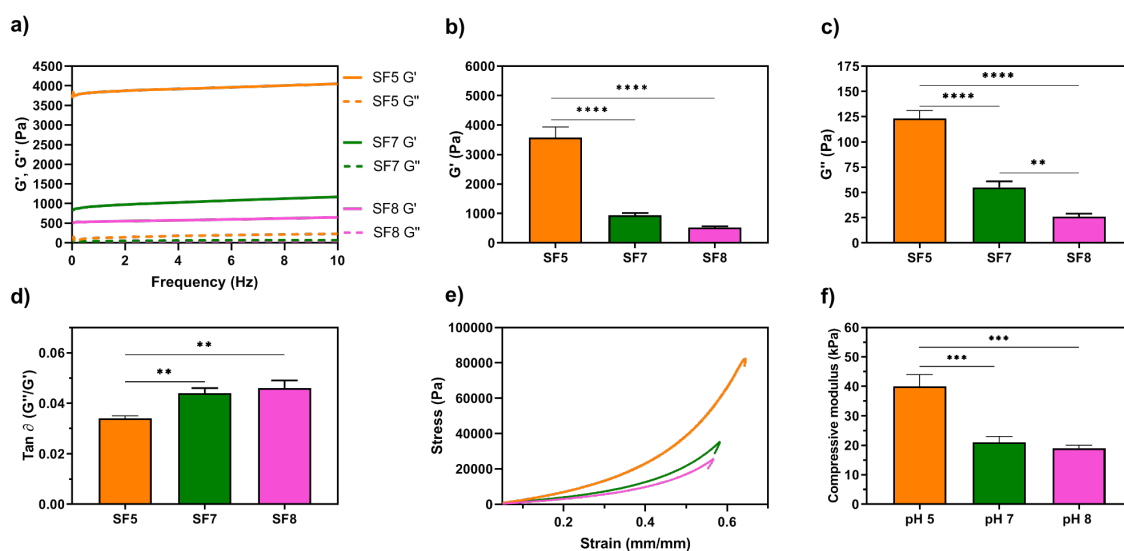 a)
G', G'' (Pa)
4500
4000
3500
3000
2500
2000
1500
1000
500
0
0
2
4
6
8
10
Frequency (Hz)
SF5 G'
SF5 G''
SF7 G'
SF7 G''
SF8 G'
SF8 G''
b)
G' (Pa)
6000
5000
4000
3000
2000
1000
0
****
****
SF5
SF7
SF8
c)
G'' (Pa)
175
150
125
100
75
50
25
0
****
****
**
SF5
SF7
SF8
d)
Tan ∂ (G''/G')
0.06
0.04
0.02
0.00
**
**
SF5
SF7
SF8
e)
Stress (Pa)
100000
80000
60000
40000
20000
0
0.2
0.4
0.6
Strain (mm/mm)
f)
Compressive modulus (kPa)
60
50
40
30
20
10
0
***
***
pH 5
pH 7
pH 8